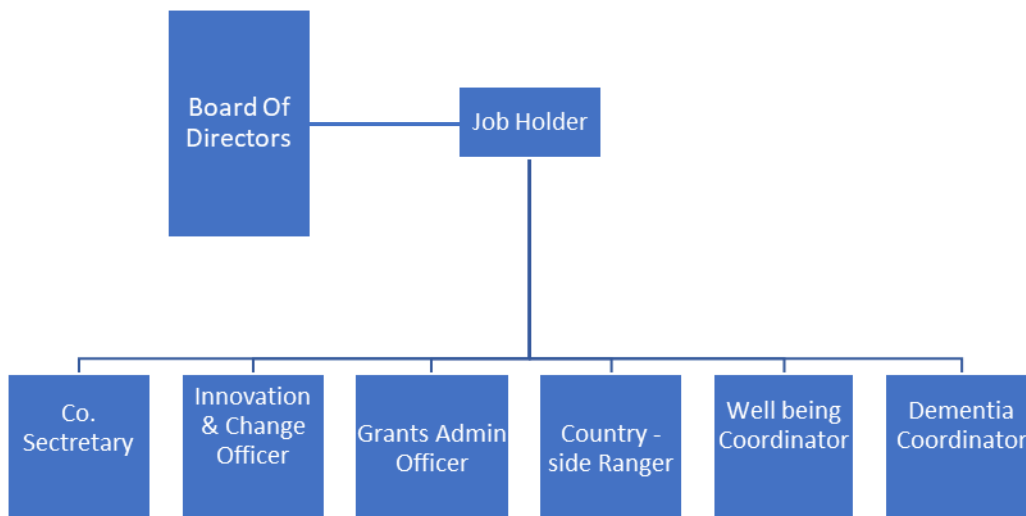 Board Of
Directors
Job Holder
Co.
Sectretary
Innovation
& Change
Officer
Grants Admin
Officer
Country -
side Ranger
Well being
Coordinator
Dementia
Coordinator